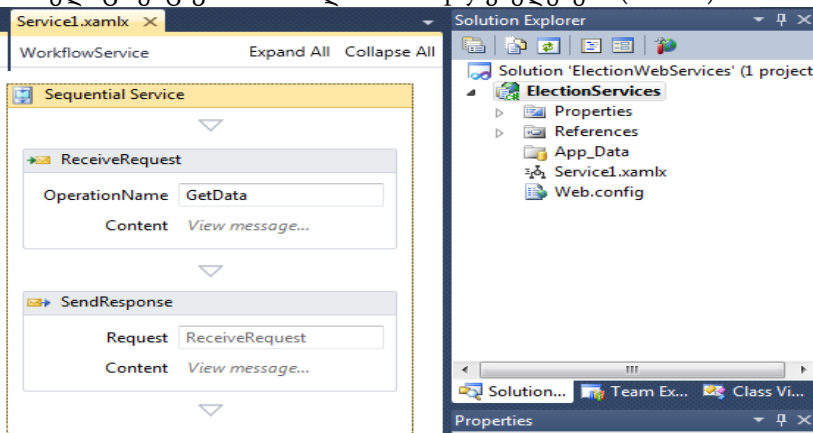 Service1.xamlx
WorkflowService Expand All Collapse All
Sequential Service
ReceiveRequest
OperationName GetData
Content View message...
SendResponse
Request ReceiveRequest
Content View message...
Solution Explorer
Solution 'ElectionWebServices' (1 project
ElectionServices
Properties
References
App_Data
Service1.xamlx
Web.config
Solution... Team Ex... Class Vi...
Properties